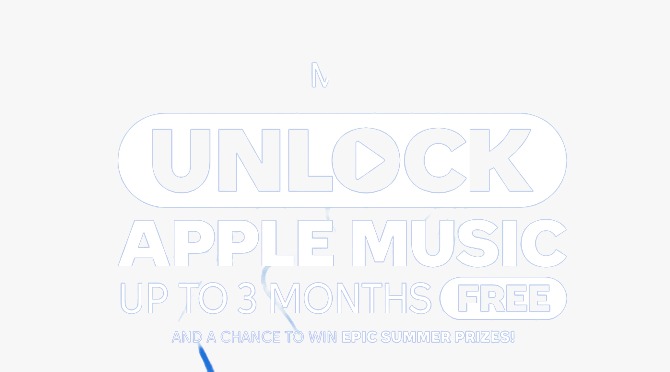 M
UNLOCK
APPLE MUSIC
UP TO 3 MONTHS FREE
AND A CHANCE TO WIN EPIC SUMMER PRIZES!